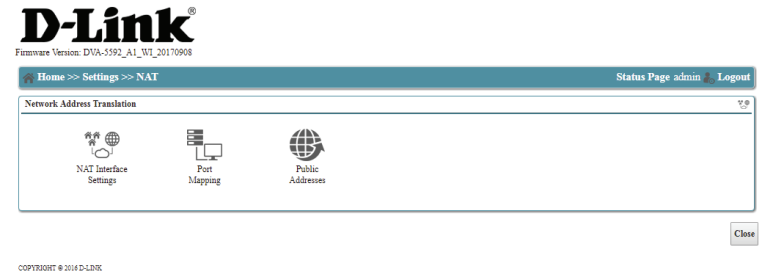 D-Link®
Firmware Version: DVA-5592_A1_WI_20170908
Home >> Settings >> NAT
Status Page admin Logout
Network Address Translation
NAT Interface
Settings
Port
Mapping
Public
Addresses
Close
COPYRIGHT © 2016 D-LINK